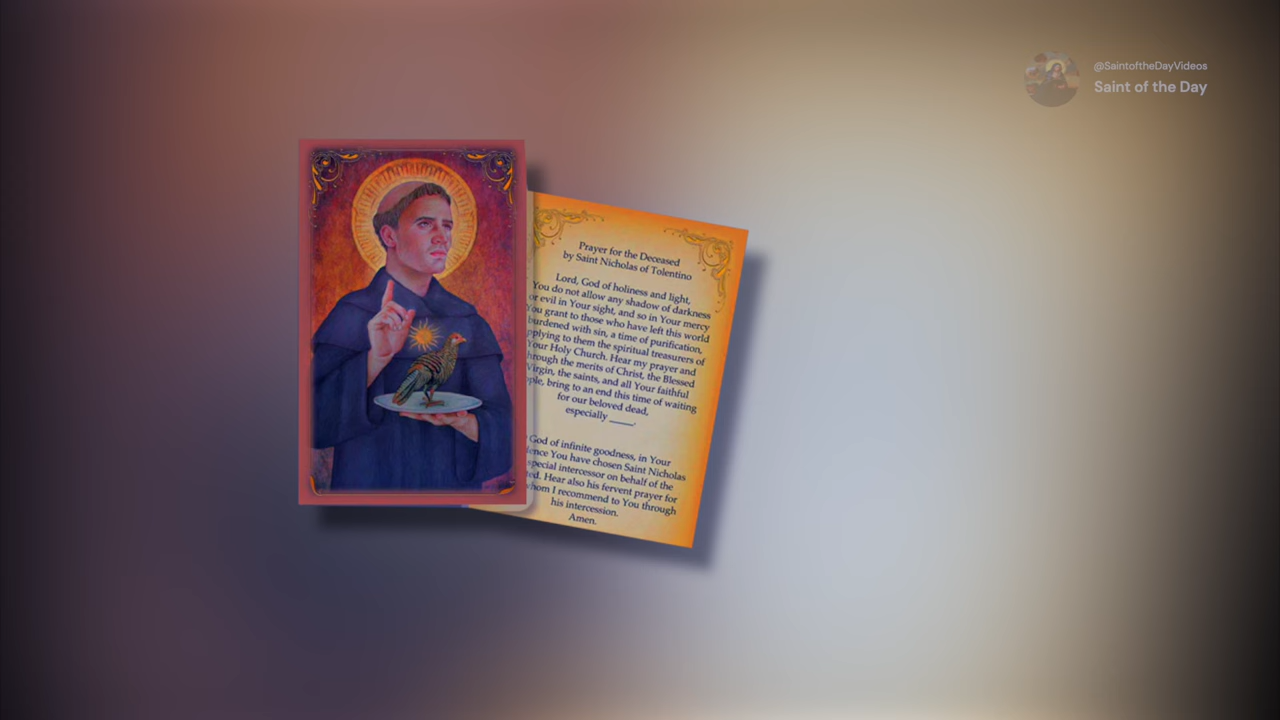 @SaintoftheDayVideos
Saint of the Day
Prayer for the Deceased
by Saint Nicholas of Tolentino
Lord, God of holiness and light,
You do not allow any shadow of darkness
or evil in Your sight, and so in Your mercy
You grant to those who have left this world
burdened with sin, a time of purification,
applying to them the spiritual treasures of
Your Holy Church. Hear my prayer and
through the merits of Christ, the Blessed
Virgin, the saints, and all Your faithful
ple, bring to an end this time of waiting
for our beloved dead,
especially _____.
God of infinite goodness, in Your
ence You have chosen Saint Nicholas
special intercessor on behalf of the
ed. Hear also his fervent prayer for
whom I recommend to You through
his intercession.
Amen.